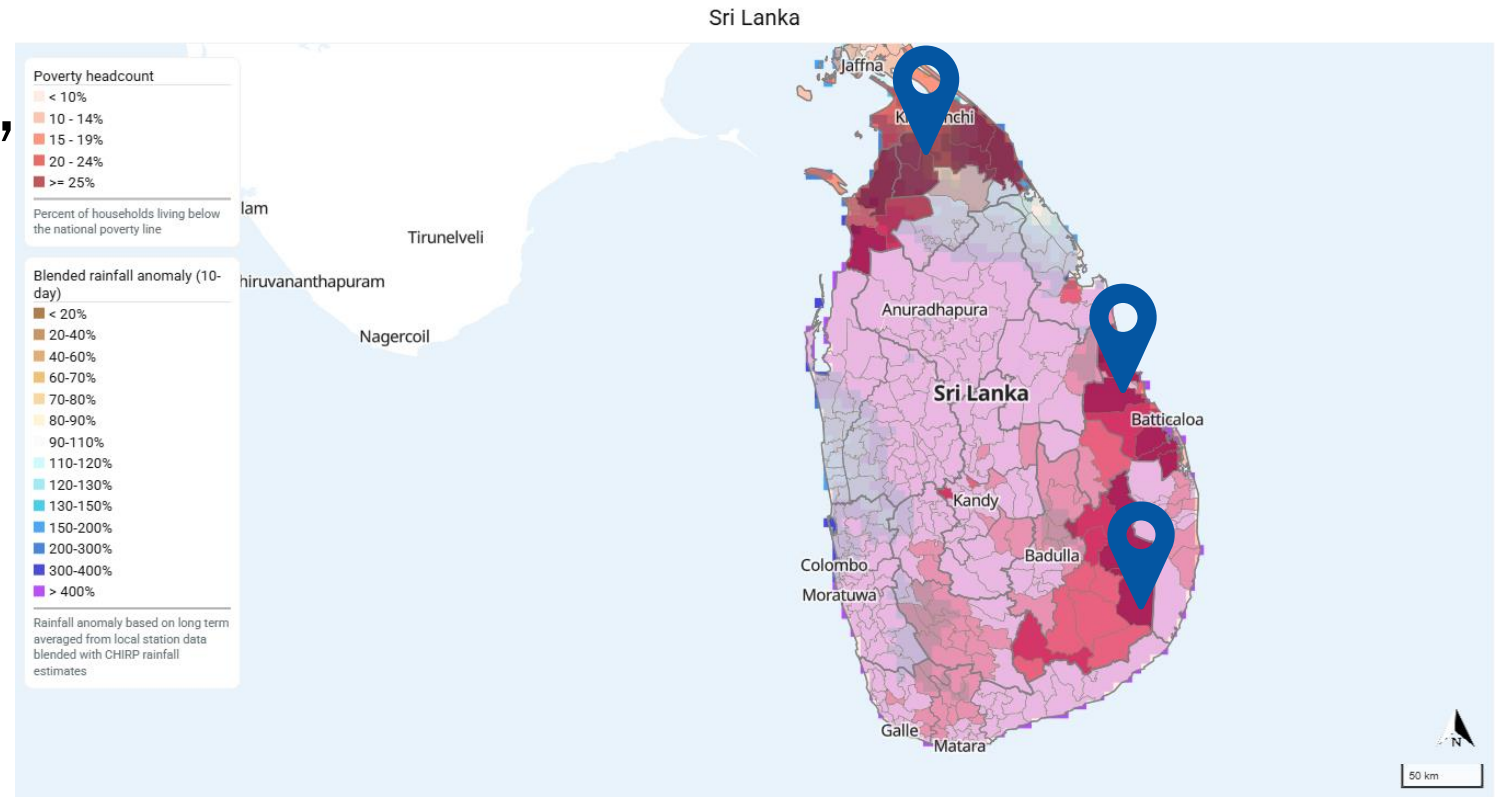 Sri Lanka
,
Poverty headcount
< 10%
10 - 14%
15 - 19%
20 - 24%
>= 25%
Percent of households living below
the national poverty line
Blended rainfall anomaly (10-
day)
< 20%
20-40%
40-60%
60-70%
70-80%
80-90%
90-110%
110-120%
120-130%
130-150%
150-200%
200-300%
300-400%
> 400%
Rainfall anomaly based on long term
averaged from local station data
blended with CHIRP rainfall
estimates
lam
Tirunelveli
hiruvananthapuram
Nagercoil
Jaffna
Anuradhapura
Sri Lanka
Batticaloa
Kandy
Badulla
Colombo
Moratuwa
Galle
Matara
N
50 km